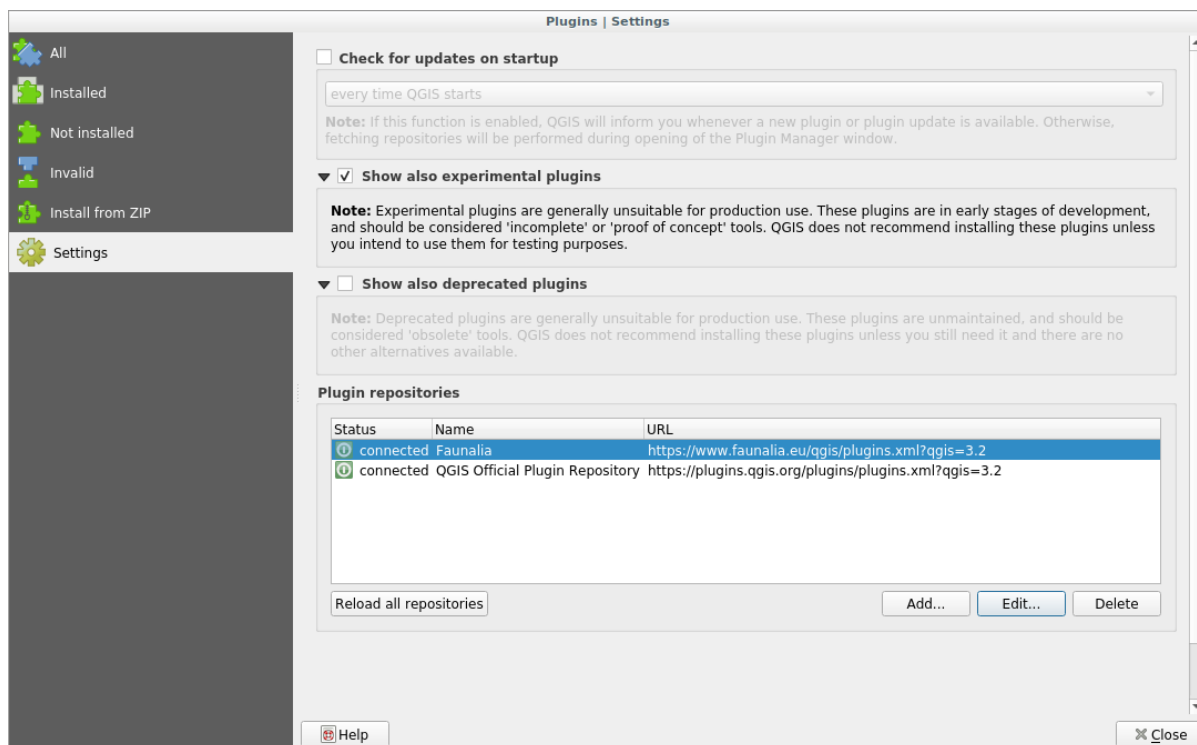 Plugins | Settings
All
Installed
Not installed
Invalid
Install from ZIP
Settings
Check for updates on startup
every time QGIS starts
Note: If this function is enabled, QGIS will inform you whenever a new plugin or plugin update is available. Otherwise,
fetching repositories will be performed during opening of the Plugin Manager window.
Show also experimental plugins
Note: Experimental plugins are generally unsuitable for production use. These plugins are in early stages of development,
and should be considered 'incomplete' or 'proof of concept' tools. QGIS does not recommend installing these plugins unless
you intend to use them for testing purposes.
Show also deprecated plugins
Note: Deprecated plugins are generally unsuitable for production use. These plugins are unmaintained, and should be
considered 'obsolete' tools. QGIS does not recommend installing these plugins unless you still need it and there are no
other alternatives available.
Plugin repositories
Status Name URL
connected Faunalia https://www.faunalia.eu/qgis/plugins.xml?qgis=3.2
connected QGIS Official Plugin Repository https://plugins.qgis.org/plugins/plugins.xml?qgis=3.2
Reload all repositories Add... Edit... Delete
Help Close